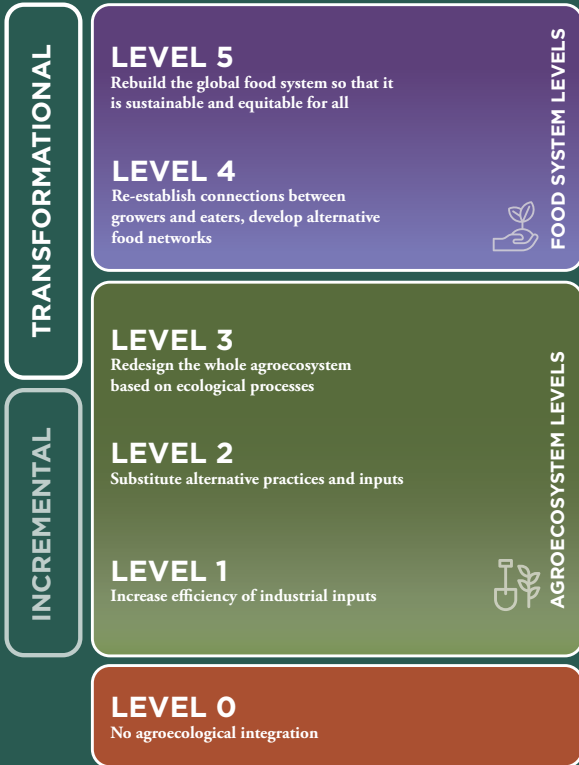 TRANSFORMATIONAL
INCREMENTAL
LEVEL 5
Rebuild the global food system so that it
is sustainable and equitable for all
LEVEL 4
Re-establish connections between
growers and eaters, develop alternative
food networks
FOOD SYSTEM LEVELS
LEVEL 3
Redesign the whole agroecosystem
based on ecological processes
LEVEL 2
Substitute alternative practices and inputs
LEVEL 1
Increase efficiency of industrial inputs
AGROECOSYSTEM LEVELS
LEVEL 0
No agroecological integration